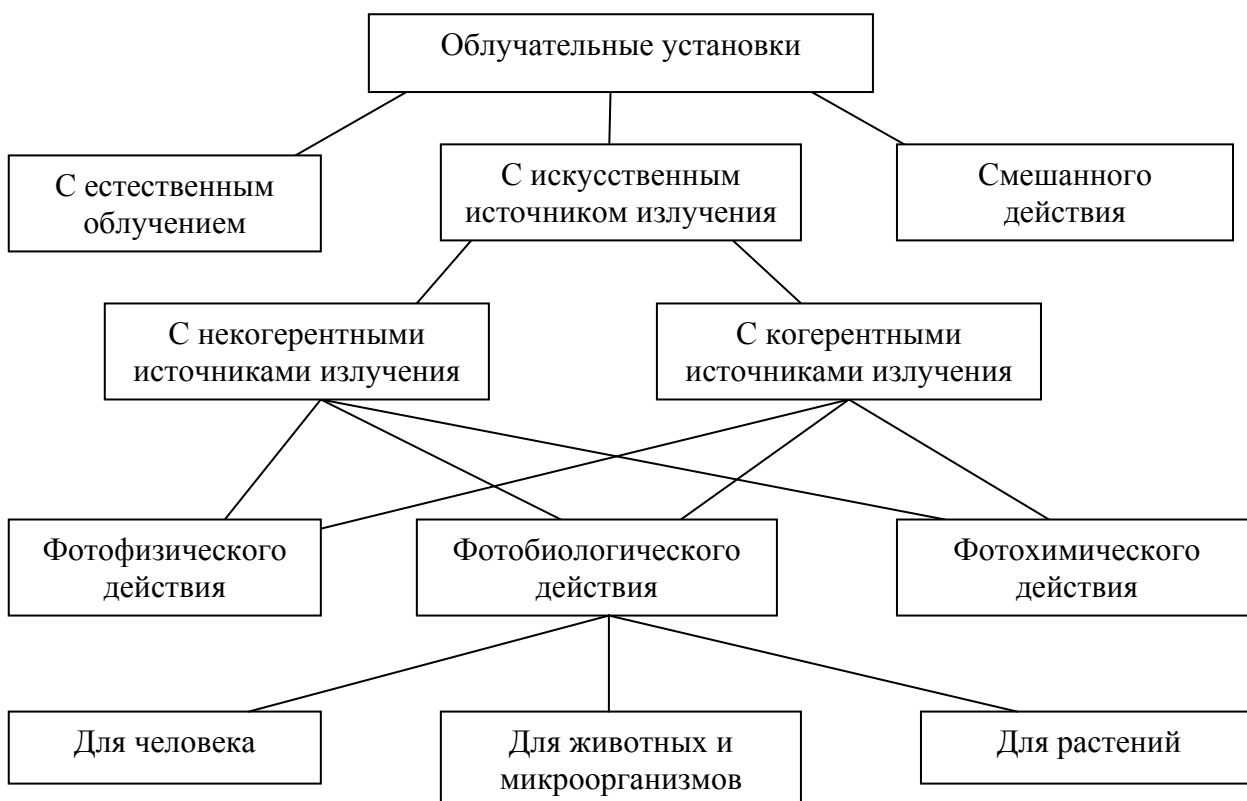 Облучательные установки
С естественным
облучением
С искусственным
источником излучения
Смешанного
действия
С некогерентными
источниками излучения
С когерентными
источниками излучения
Фотофизического
действия
Фотобиологического
действия
Фотохимического
действия
Для человека
Для животных и
микроорганизмов
Для растений